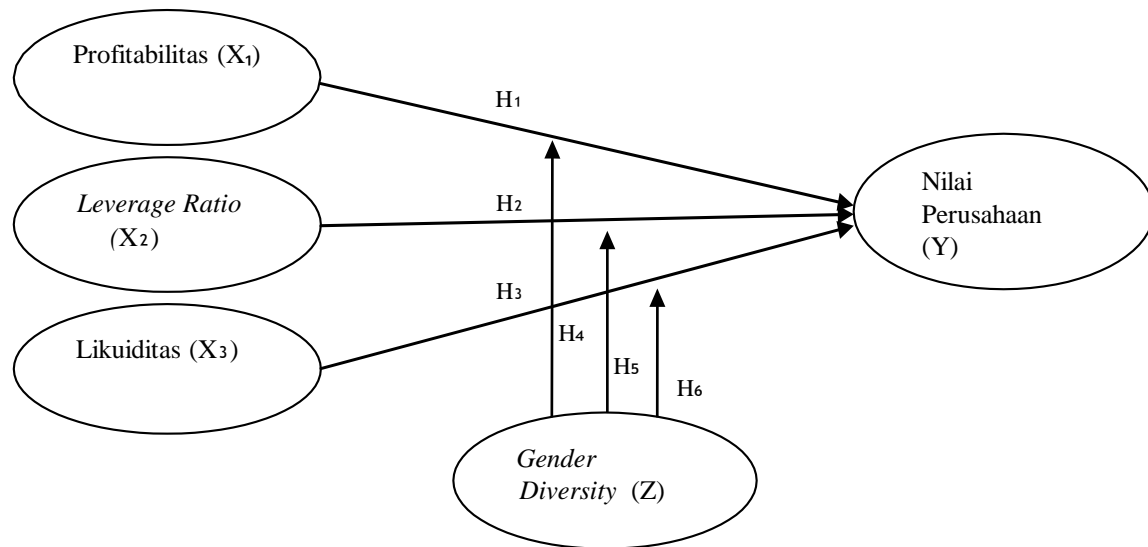 Profitabilitas (X₁)
H₁
Leverage Ratio
(X₂)
H₂
Nilai
Perusahaan
(Y)
H₃
Likuiditas (X₃)
H₄
H₅
H₆
Gender
Diversity (Z)